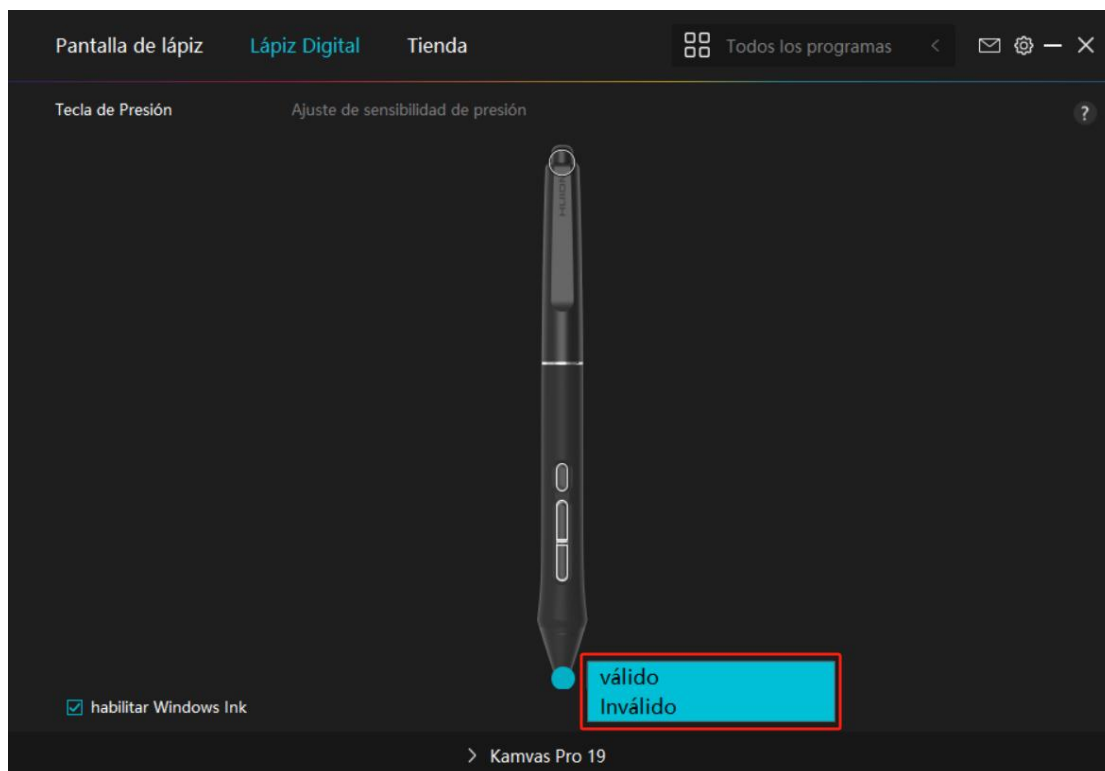 Pantalla de lápiz Lápiz Digital Tienda Todos los programas <
Tecla de Presión Ajuste de sensibilidad de presión ?
HUION
válido
Inválido
habilitar Windows Ink
> Kamvas Pro 19